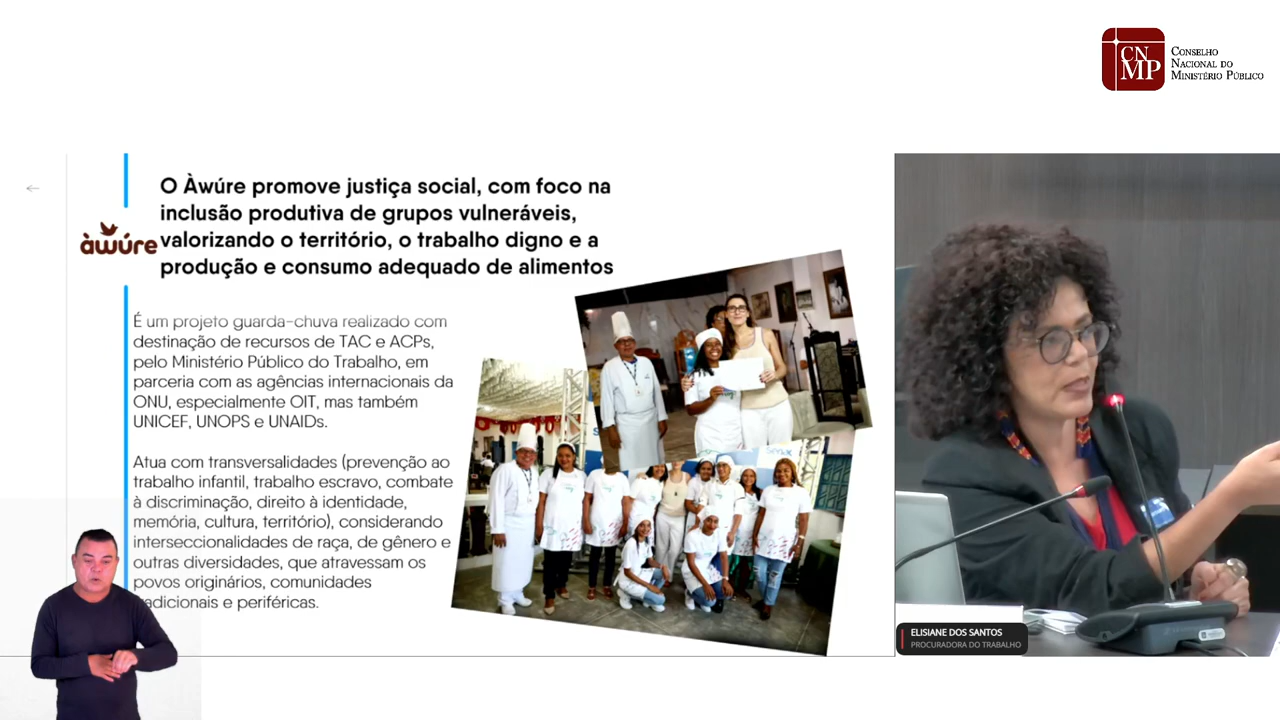 CN
MP
CONSELHO
NACIONAL DO
MINISTÉRIO PÚBLICO
O Àwúre promove justiça social, com foco na
inclusão produtiva de grupos vulneráveis,
valorizando o território, o trabalho digno e a
produção e consumo adequado de alimentos
àwúre
É um projeto guarda-chuva realizado com
destinação de recursos de TAC e ACPs,
pelo Ministério Público do Trabalho, em
parceria com as agências internacionais da
ONU, especialmente OIT, mas também
UNICEF, UNOPS e UNAIDs.
Atua com transversalidades (prevenção ao
trabalho infantil, trabalho escravo, combate
à discriminação, direito à identidade,
memória, cultura, território), considerando
interseccionalidades de raça, de gênero e
outras diversidades, que atravessam os
povos originários, comunidades
tradicionais e periféricas.
ELISIANE DOS SANTOS
PROCURADORA DO TRABALHO